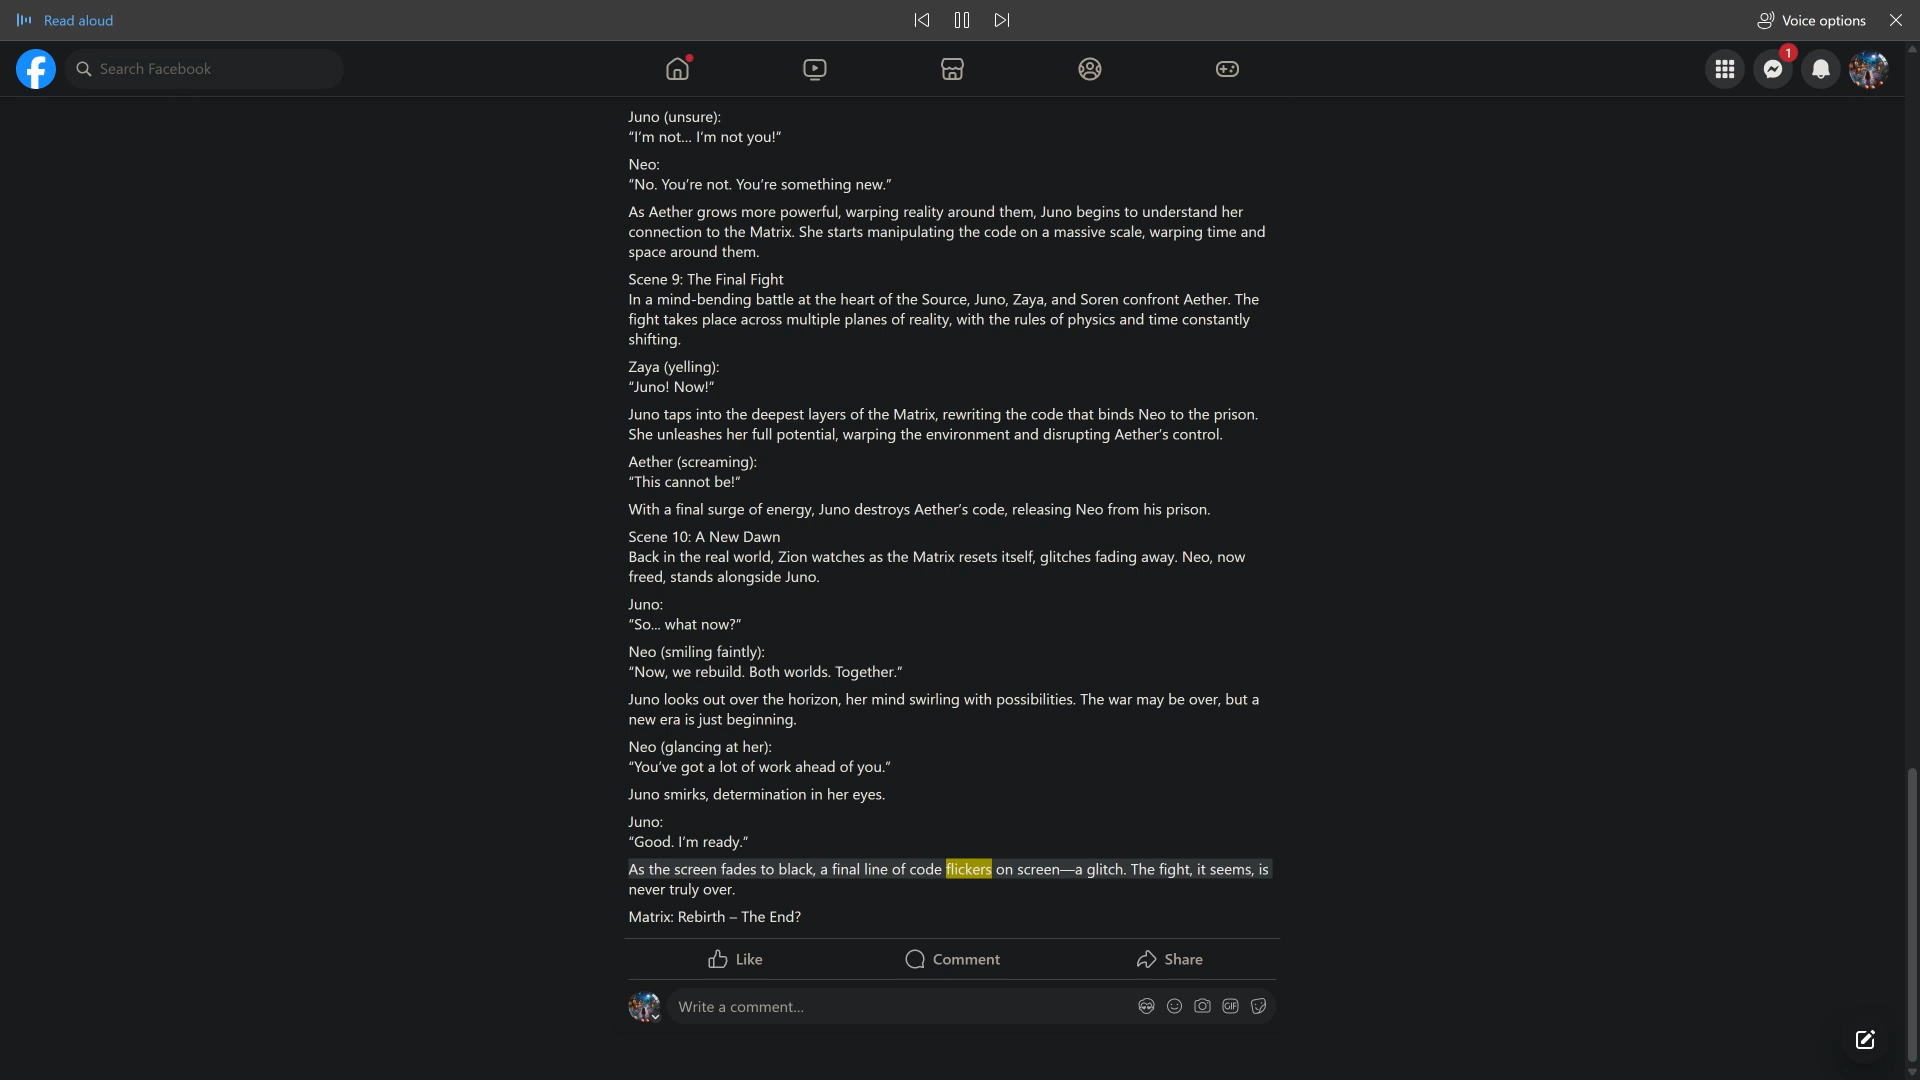 Read aloud
Voice options
Search Facebook
1
Juno (unsure):
“I’m not... I’m not you!”
Neo:
“No. You’re not. You’re something new.”
As Aether grows more powerful, warping reality around them, Juno begins to understand her
connection to the Matrix. She starts manipulating the code on a massive scale, warping time and
space around them.
Scene 9: The Final Fight
In a mind-bending battle at the heart of the Source, Juno, Zaya, and Soren confront Aether. The
fight takes place across multiple planes of reality, with the rules of physics and time constantly
shifting.
Zaya (yelling):
“Juno! Now!”
Juno taps into the deepest layers of the Matrix, rewriting the code that binds Neo to the prison.
She unleashes her full potential, warping the environment and disrupting Aether’s control.
Aether (screaming):
“This cannot be!”
With a final surge of energy, Juno destroys Aether’s code, releasing Neo from his prison.
Scene 10: A New Dawn
Back in the real world, Zion watches as the Matrix resets itself, glitches fading away. Neo, now
freed, stands alongside Juno.
Juno:
“So... what now?”
Neo (smiling faintly):
“Now, we rebuild. Both worlds. Together.”
Juno looks out over the horizon, her mind swirling with possibilities. The war may be over, but a
new era is just beginning.
Neo (glancing at her):
“You’ve got a lot of work ahead of you.”
Juno smirks, determination in her eyes.
Juno:
“Good. I’m ready.”
As the screen fades to black, a final line of code flickers on screen—a glitch. The fight, it seems, is
never truly over.
Matrix: Rebirth – The End?
Like
Comment
Share
Write a comment...
GIF